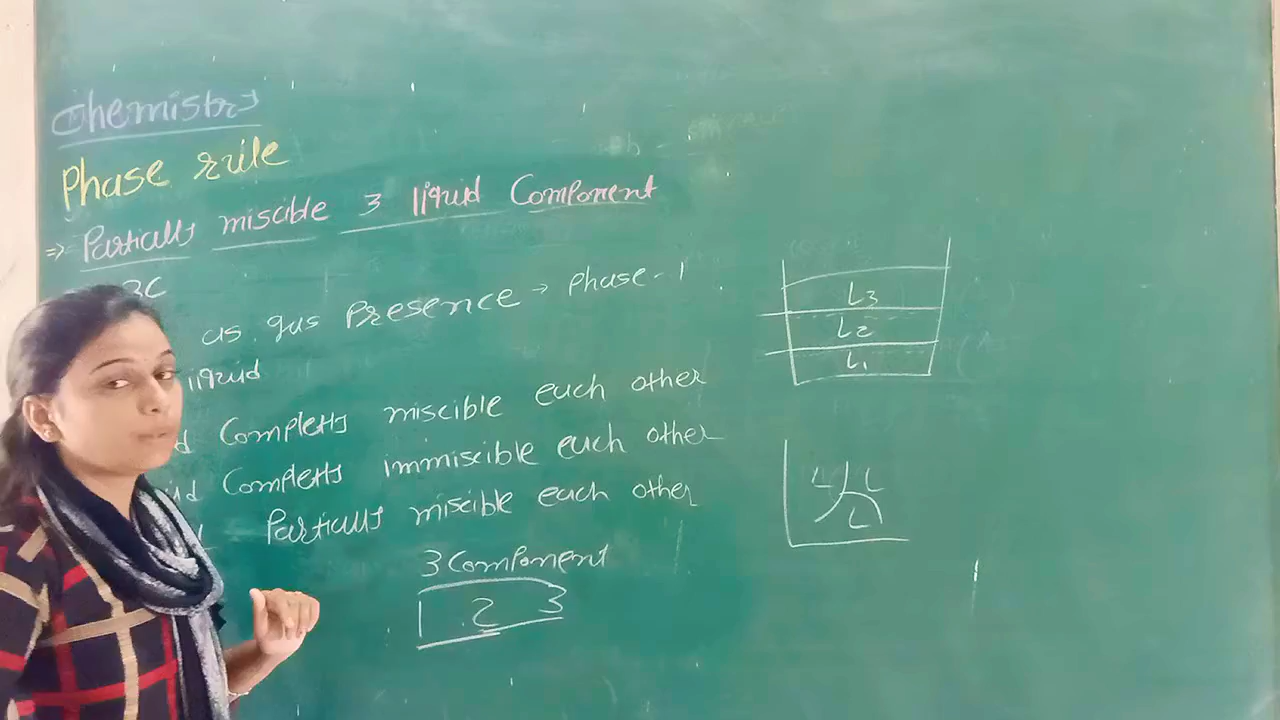 Chemistry
Phase rule
=> Partially miscible 3 liquid Component
3C
as gas Presence → Phase - 1
liquid
Completly miscible each other
Completly immiscible each other
Partially miscible each other
3 Component
1 2 3
L3
L2
L1
L L
L